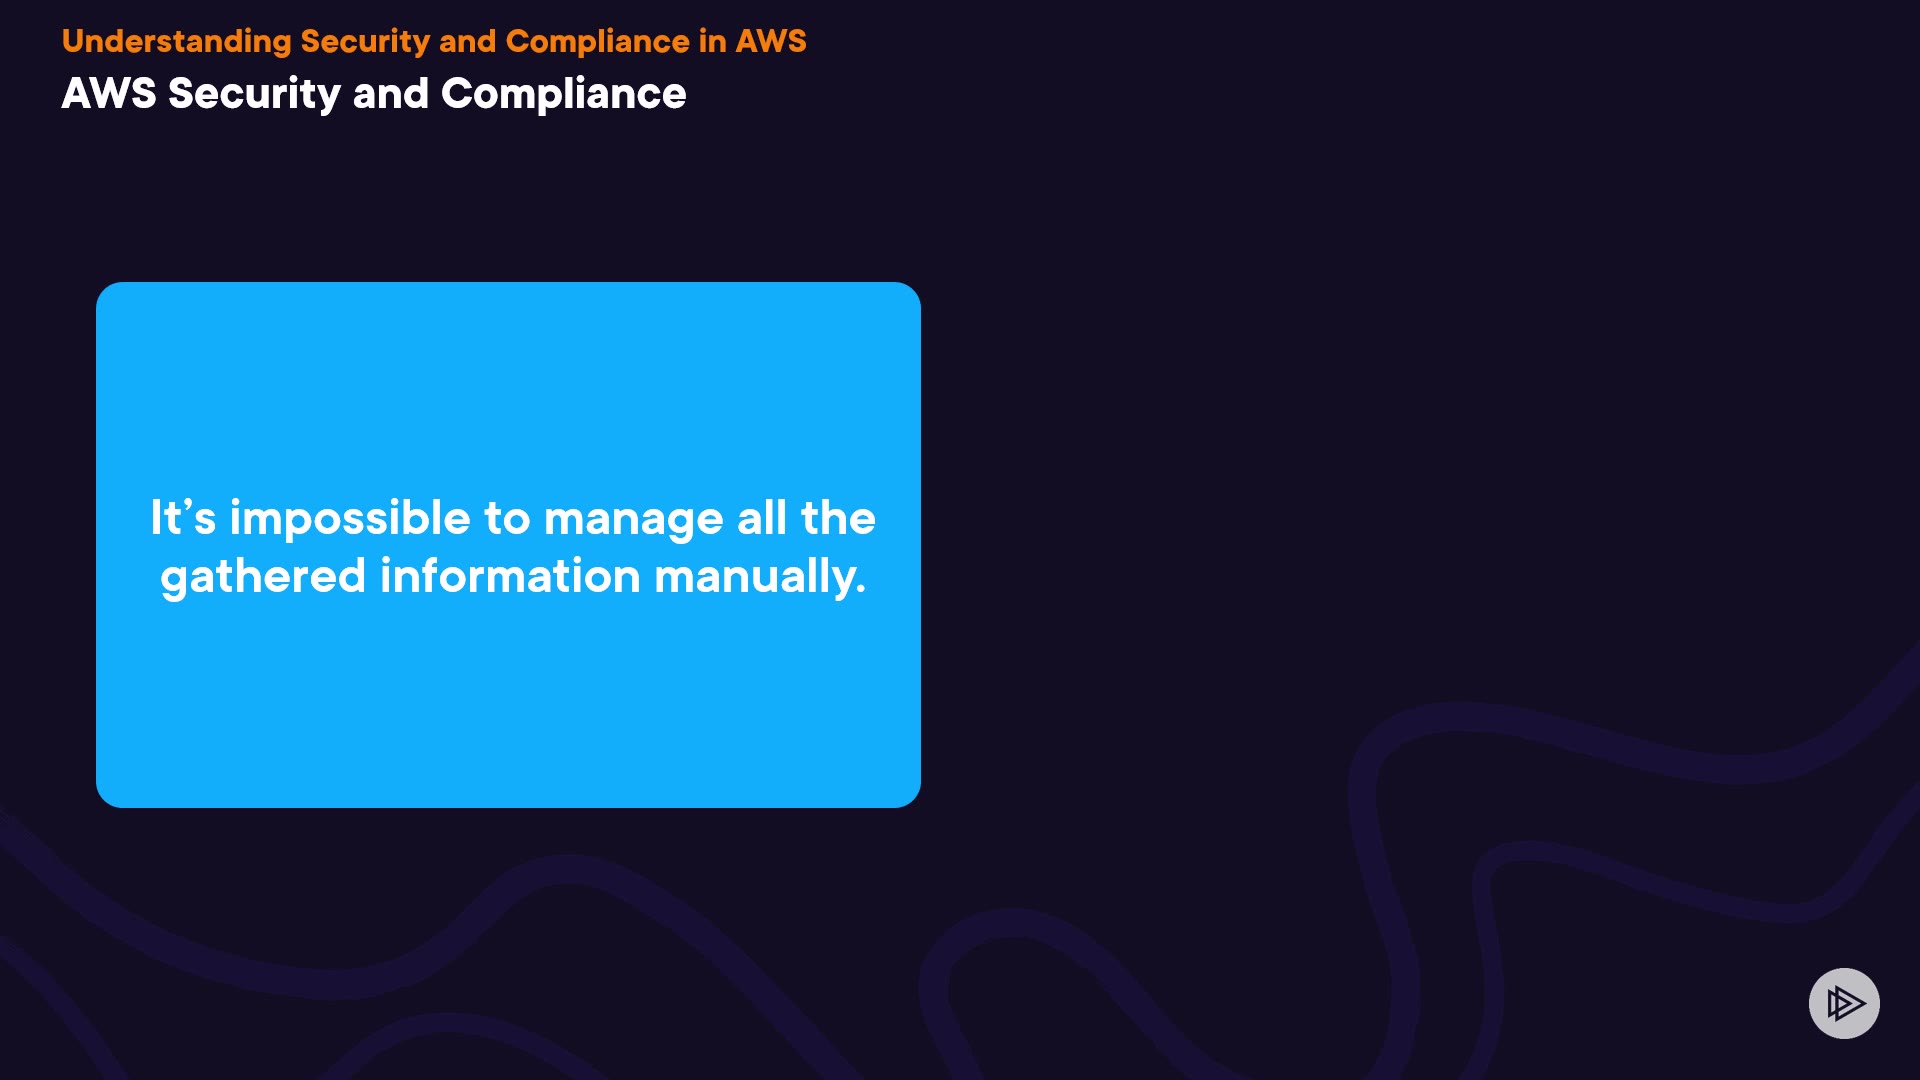 Understanding Security and Compliance in AWS
AWS Security and Compliance
It’s impossible to manage all the
gathered information manually.